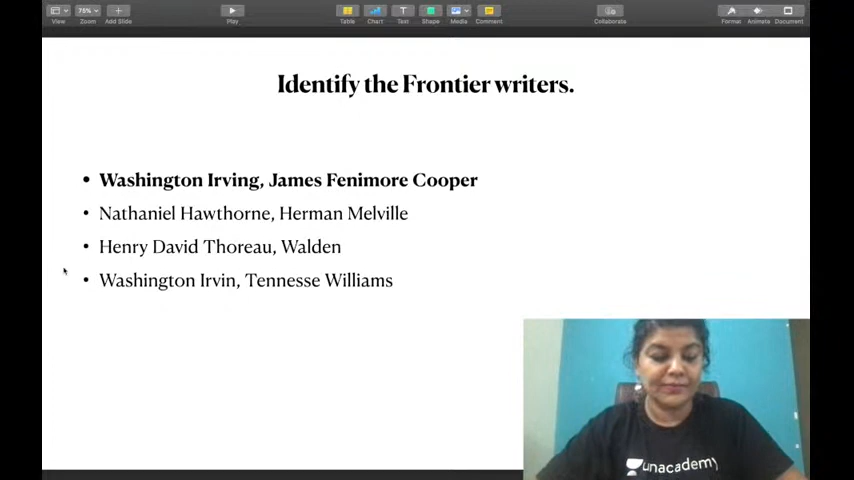 View
75%
Zoom
Add Slide
Play
Table
Chart
Text
Shape
Media
Comment
Collaborate
Format
Animate
Document
Identify the Frontier writers.
• Washington Irving, James Fenimore Cooper
• Nathaniel Hawthorne, Herman Melville
• Henry David Thoreau, Walden
• Washington Irvin, Tennesse Williams
unacademy